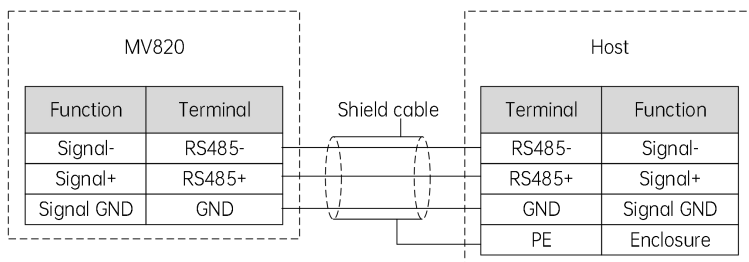 MV820
Host
Function Terminal
Shield cable
Terminal Function
Signal- RS485-
RS485- Signal-
Signal+ RS485+
RS485+ Signal+
Signal GND GND
GND Signal GND
PE Enclosure